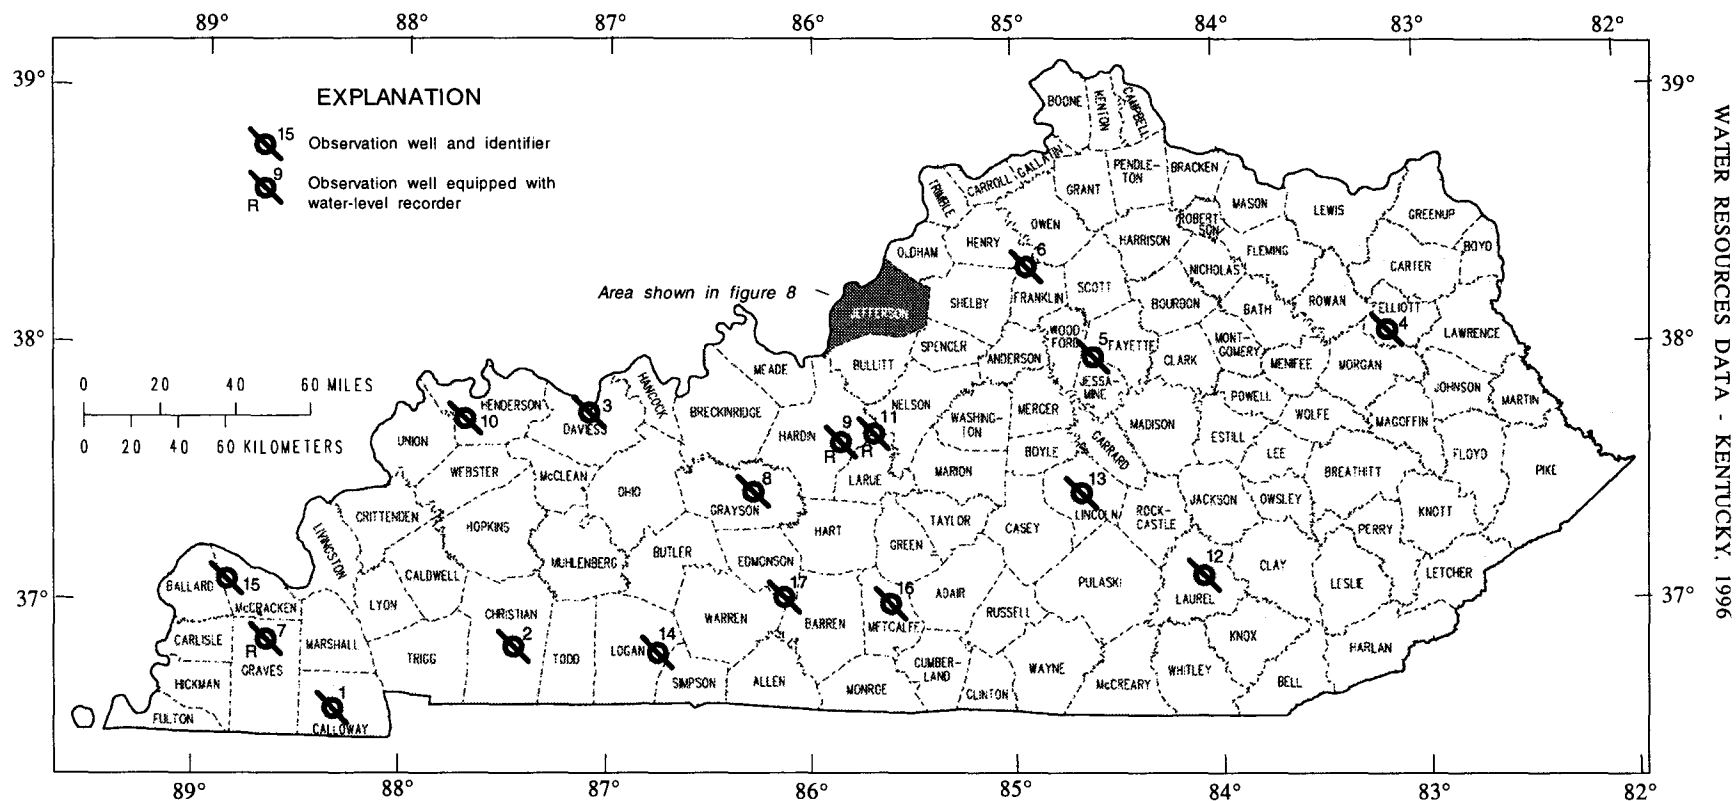 89° 88° 87° 86° 85° 84° 83° 82°
39° 39°
EXPLANATION
15 Observation well and identifier
9 Observation well equipped with
R water-level recorder
BOONE KENTON CAMPBELL
TRIMBLE CARROLL GALLATIN GRANT PENDLE-
TON BRACKEN
OWEN ROBERT
SON MASON LEWIS GREENUP
OLDHAM HENRY 6 HARRISON FLEMING BOYD
NICHOLAS CARTER
Area shown in figure 8
SHELBY FRANKLIN SCOTT BOURBON BATH ROWAN ELLIOTT
JEFFERSON 4
38° 38°
WOOD
FORD 5 FAYETTE MONT-
GOMERY LAWRENCE
BULLITT SPENCER ANDERSON CLARK MENIFEE MORGAN
MEADE JESSA
MINE JOHNSON
0 20 40 60 MILES
0 20 40 60 KILOMETERS
HANCOCK BRECKINRIDGE NELSON WASHING-
TON MERCER MADISON POWELL WOLFE MAGOFFIN MARTIN
HENDERSON 3
10 DAVIESS
UNION HARDIN 9 11
R R
BOYLE GARRARD ESTILL LEE BREATHITT FLOYD PIKE
WEBSTER McCLEAN OHIO 8 LARUE MARION 13
GRAYSON LINCOLN ROCK-
CASTLE JACKSON OWSLEY KNOTT
CRITTENDEN HOPKINS HART TAYLOR CASEY PERRY
LIVINGSTON MUHLENBERG BUTLER EDMONSON GREEN 12 CLAY LETCHER
BALLARD 15 CALDWELL ADAIR PULASKI LAUREL LESLIE
37° 37°
McCRACKEN LYON CHRISTIAN WARREN 17 16 RUSSELL
CARLISLE 7 MARSHALL BARREN METCALFE KNOX
R GRAVES TRIGG 2 TODD LOGAN 14 HARLAN
HICKMAN SIMPSON ALLEN MONROE CUMBER-
LAND WAYNE WHITLEY BELL
CLINTON McCREARY
FULTON 1
CALLOWAY
89° 88° 87° 86° 85° 84° 83° 82°
WATER RESOURCES DATA - KENTUCKY, 1996